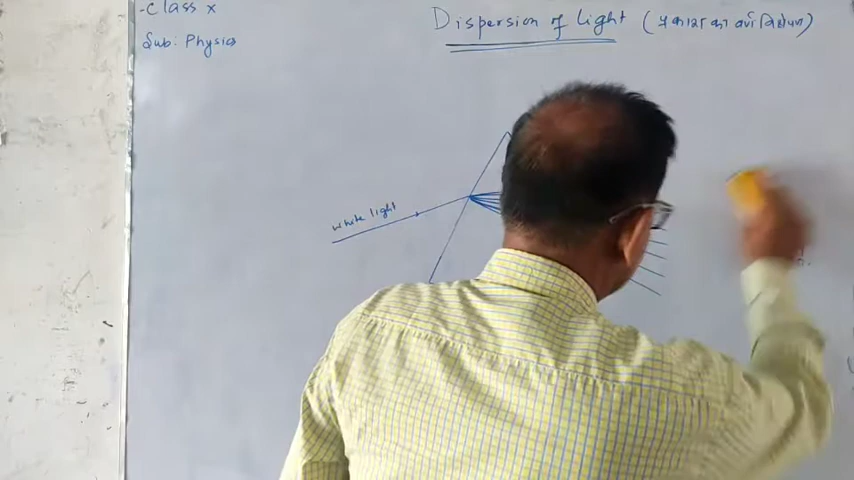 Class X
Sub: Physics
Dispersion of Light (प्रकाश का वर्ण विक्षेपण)
white light